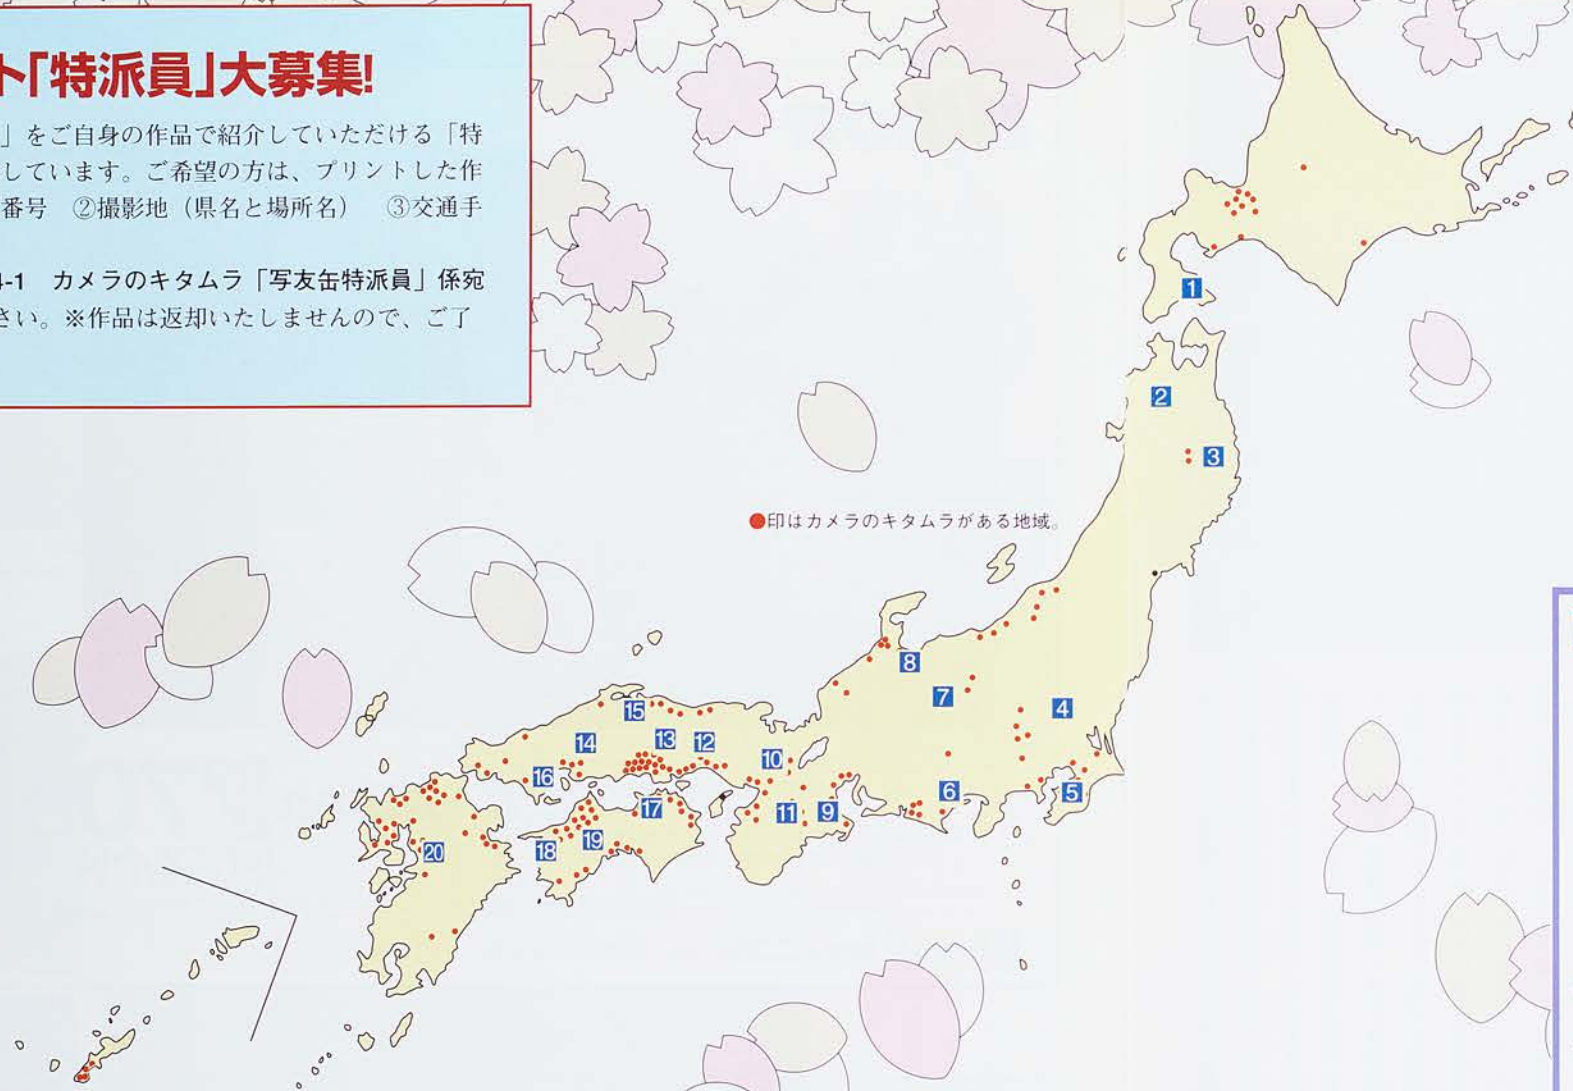 ト「特派員」大募集!
」をご自身の作品で紹介していただける「特
しています。ご希望の方は、プリントした作
番号　②撮影地（県名と場所名）　③交通手
4-1　カメラのキタムラ「写友缶特派員」係宛
さい。※作品は返却いたしませんので、ご了
1
2
3
●印はカメラのキタムラがある地域。
8
7
4
15
14
13
12
10
16
6
5
17
11
9
18
19
20